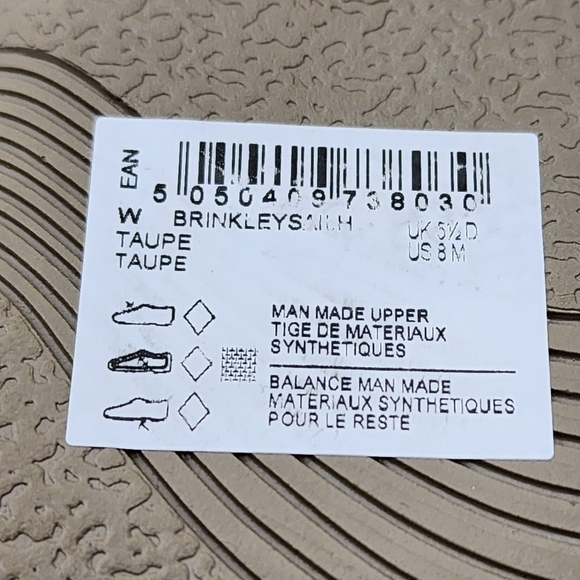 EAN
5 050409 738030
W BRINKLEY UK 5½ D
TAUPE US 8 M
TAUPE
MAN MADE UPPER
TIGE DE MATERIAUX
SYNTHETIQUES
BALANCE MAN MADE
MATERIAUX SYNTHETIQUES
POUR LE RESTE